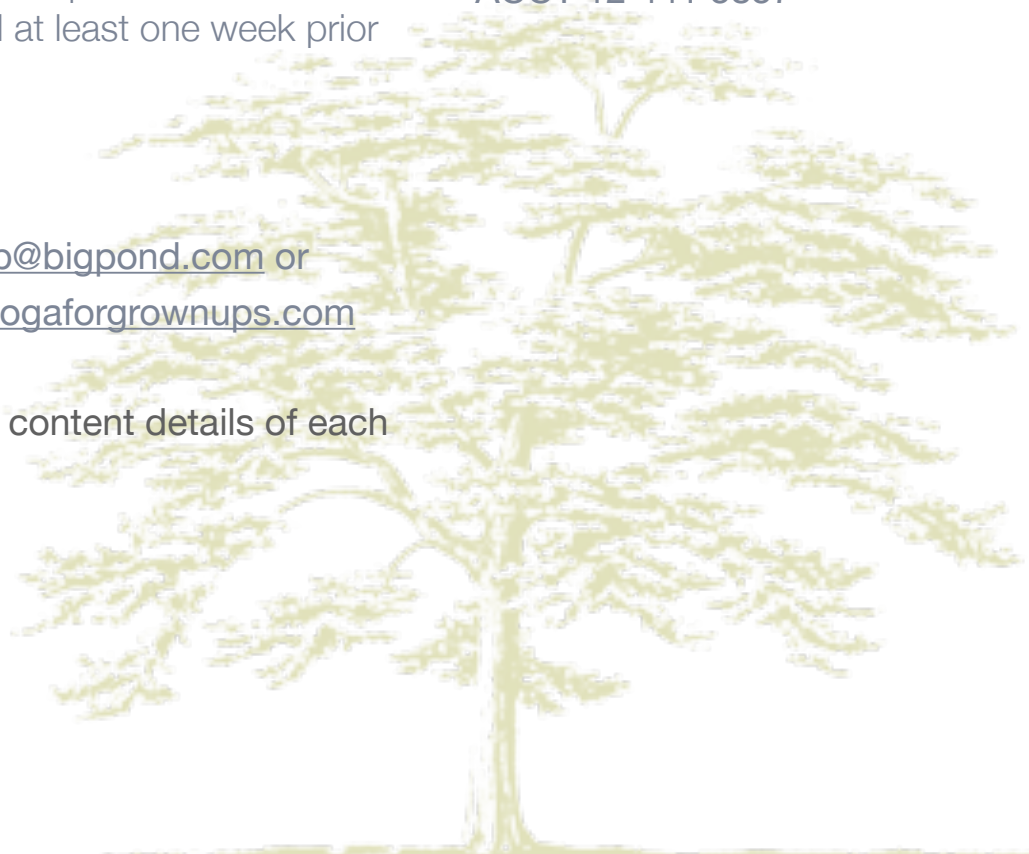 at least one week prior
@bigpond.com or
ogaforgrownups.com
content details of each